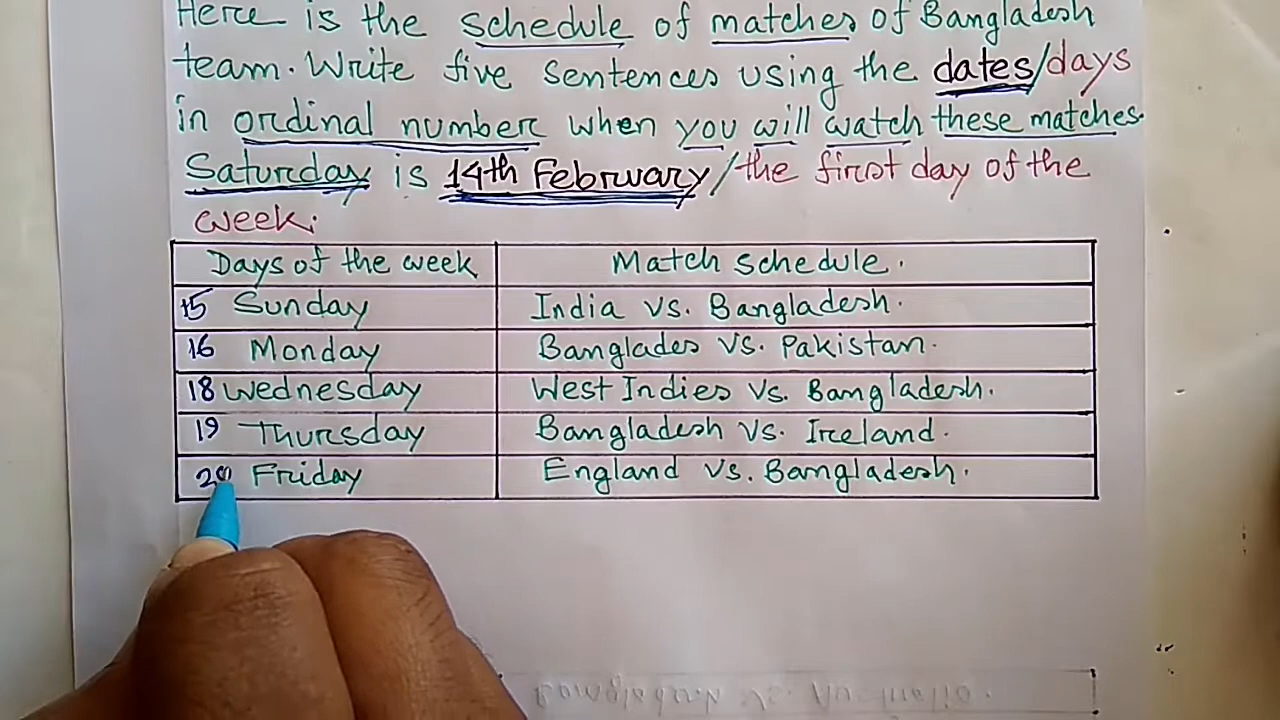 Here is the schedule of matches of Bangladesh
team. Write five sentences using the dates/days
in ordinal number when you will watch these matches.
Saturday is 14th February/the first day of the
week:
Days of the week Match schedule.
15 Sunday India vs. Bangladesh.
16 Monday Banglades vs. Pakistan.
18 Wednesday West Indies vs. Bangladesh.
19 Thursday Bangladesh vs. Ireland.
20 Friday England vs. Bangladesh.